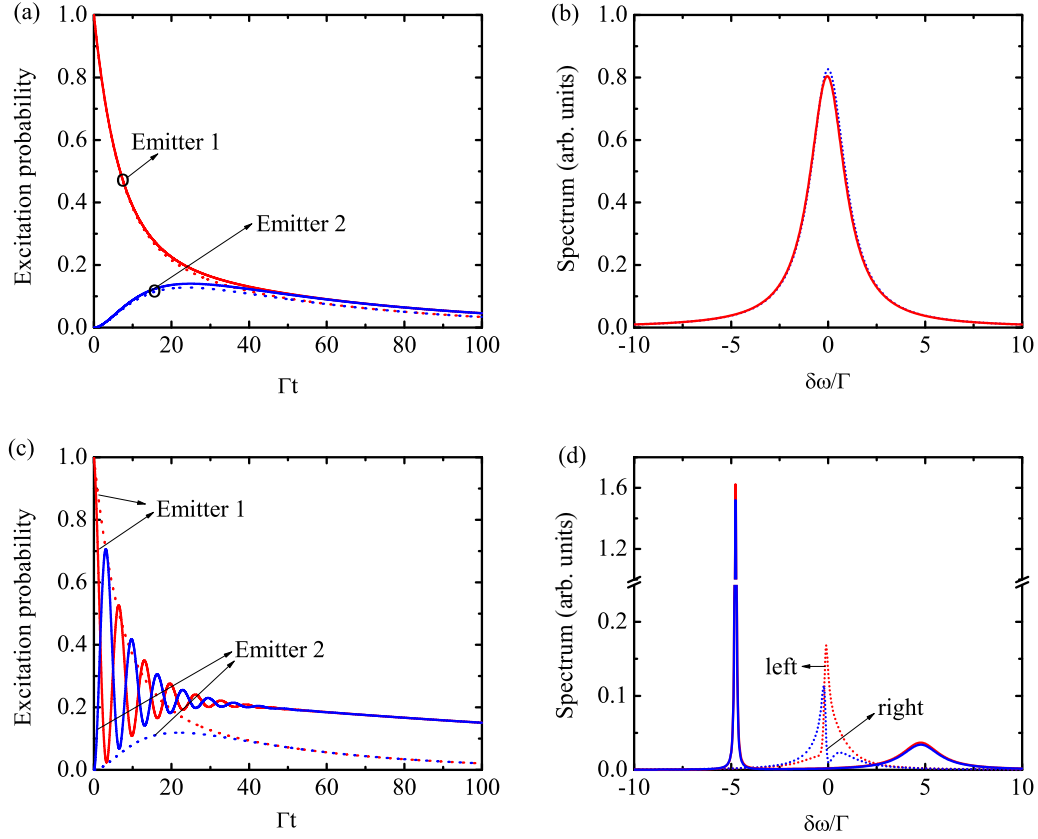 (a)
1.0
0.8
0.6
0.4
0.2
0.0
Excitation probability
Emitter 1
Emitter 2
0 20 40 60 80 100
Γt
(b)
1.0
0.8
0.6
0.4
0.2
0.0
Spectrum (arb. units)
-10 -5 0 5 10
δω/Γ
(c)
1.0
0.8
0.6
0.4
0.2
0.0
Excitation probability
Emitter 1
Emitter 2
0 20 40 60 80 100
Γt
(d)
1.6
1.2
0.2
0.1
0.0
Spectrum (arb. units)
left
right
-10 -5 0 5 10
δω/Γ